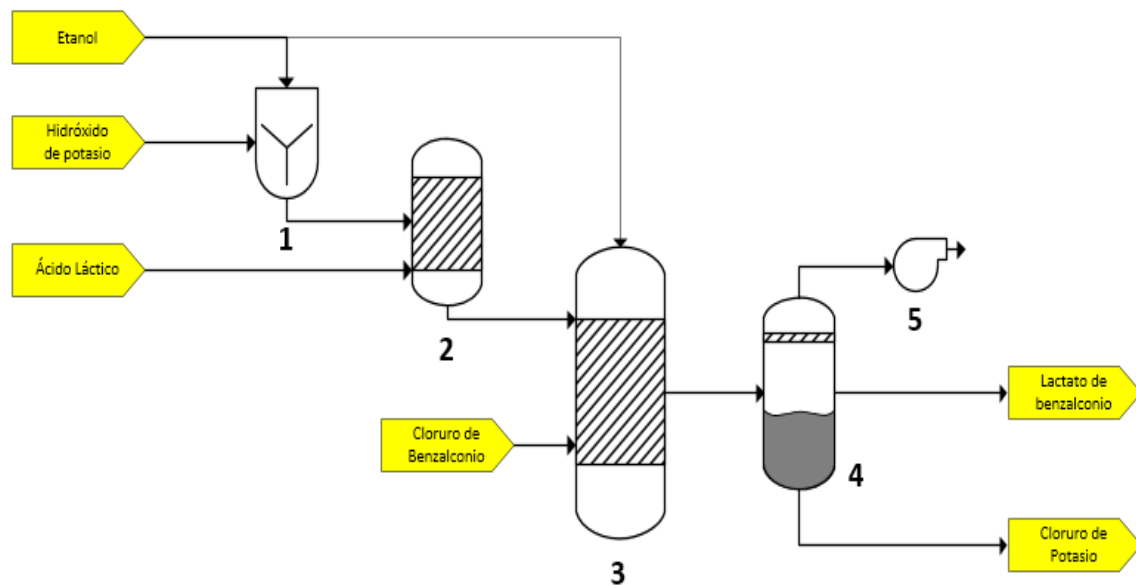 Etanol
Hidróxido
de potasio
1
Ácido Láctico
2
5
Lactato de
benzalconio
Cloruro de
Benzalconio
4
Cloruro de
Potasio
3